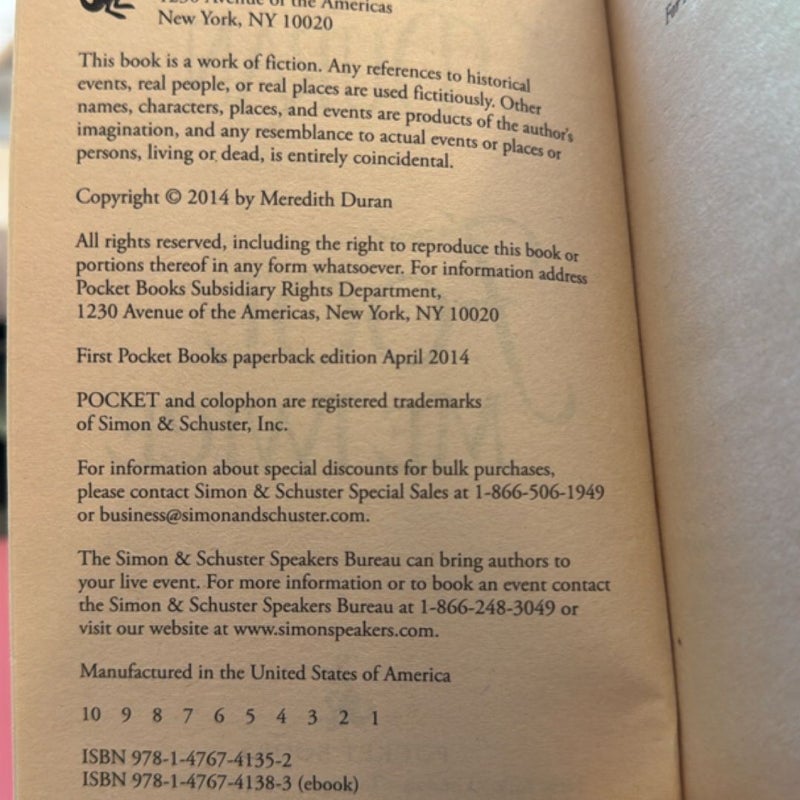 1230 Avenue of the Americas
New York, NY 10020
This book is a work of fiction. Any references to historical
events, real people, or real places are used fictitiously. Other
names, characters, places, and events are products of the author's
imagination, and any resemblance to actual events or places or
persons, living or dead, is entirely coincidental.
Copyright © 2014 by Meredith Duran
All rights reserved, including the right to reproduce this book or
portions thereof in any form whatsoever. For information address
Pocket Books Subsidiary Rights Department,
1230 Avenue of the Americas, New York, NY 10020
First Pocket Books paperback edition April 2014
POCKET and colophon are registered trademarks
of Simon & Schuster, Inc.
For information about special discounts for bulk purchases,
please contact Simon & Schuster Special Sales at 1-866-506-1949
or business@simonandschuster.com.
The Simon & Schuster Speakers Bureau can bring authors to
your live event. For more information or to book an event contact
the Simon & Schuster Speakers Bureau at 1-866-248-3049 or
visit our website at www.simonspeakers.com.
Manufactured in the United States of America
10 9 8 7 6 5 4 3 2 1
ISBN 978-1-4767-4135-2
ISBN 978-1-4767-4138-3 (ebook)
For